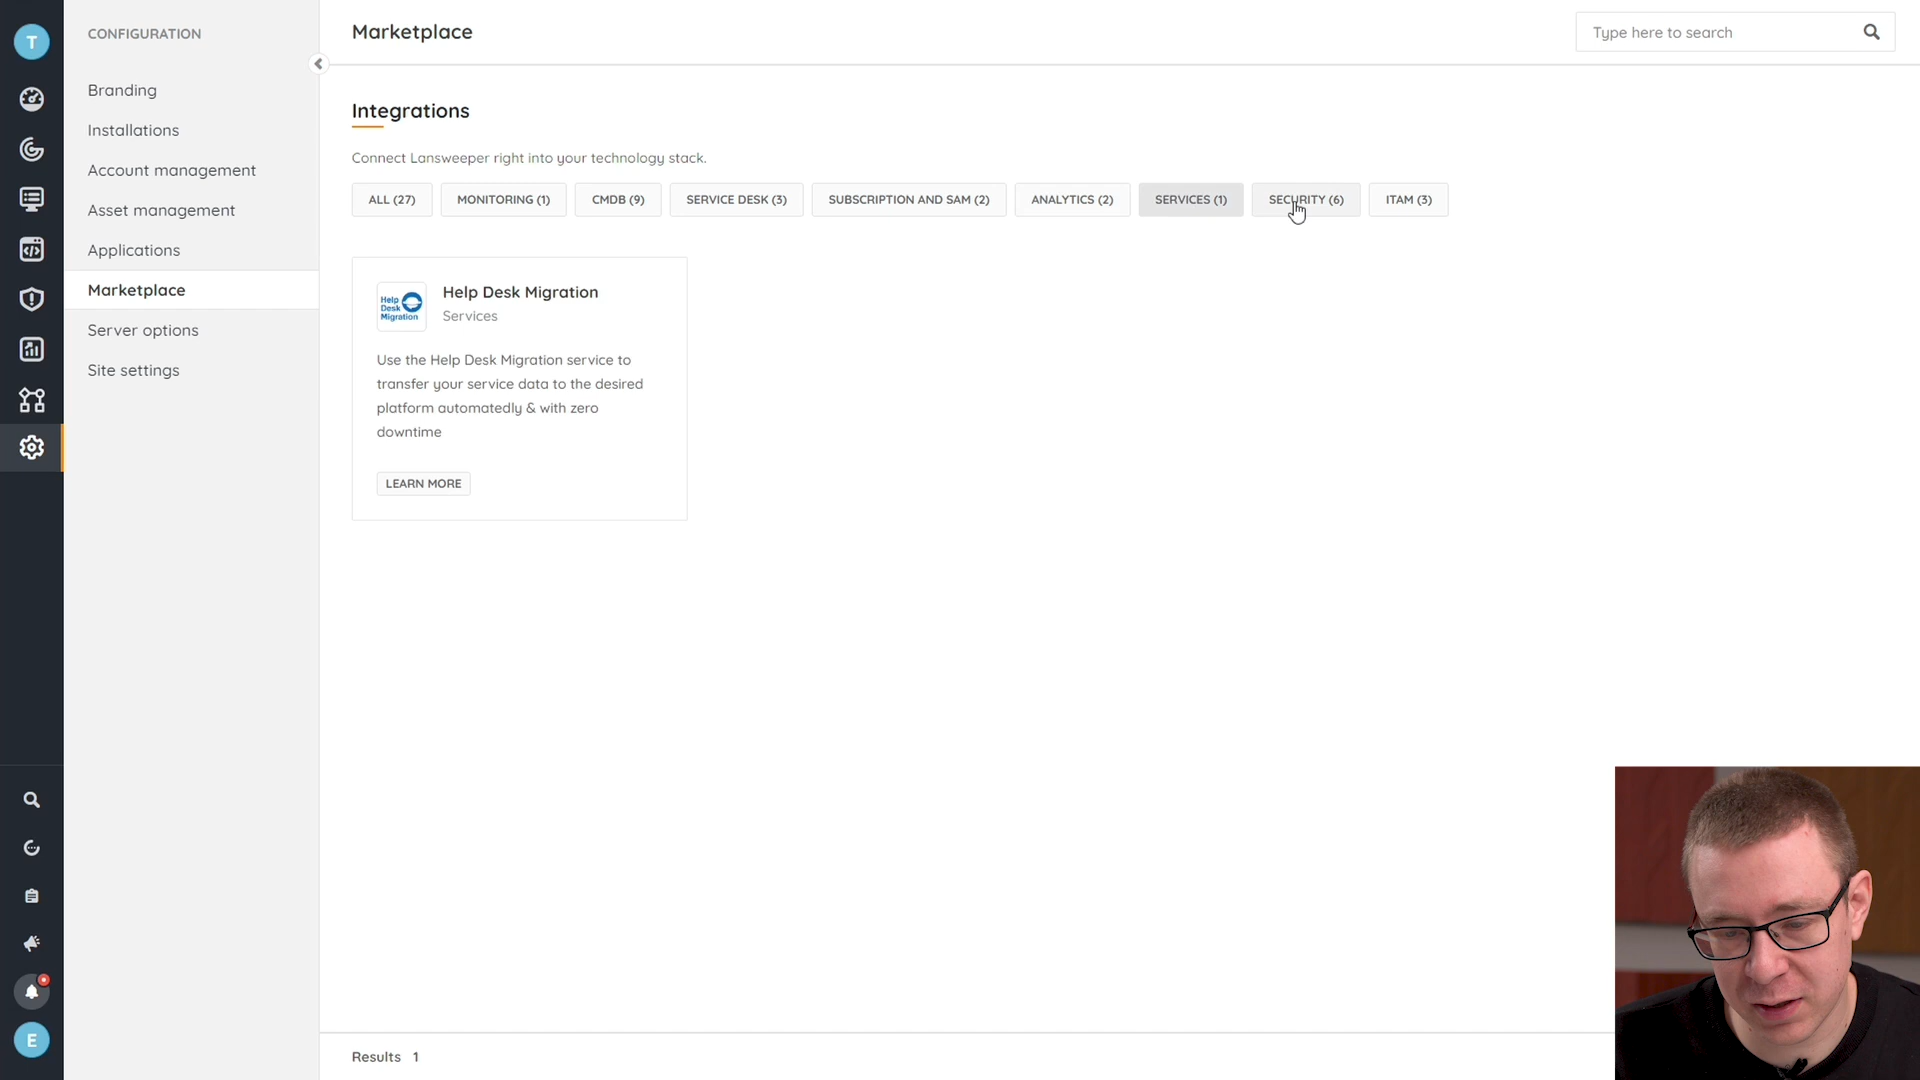 T
CONFIGURATION
Branding
Installations
Account management
Asset management
Applications
Marketplace
Server options
Site settings
E
Marketplace
Type here to search
Integrations
Connect Lansweeper right into your technology stack.
ALL (27) MONITORING (1) CMDB (9) SERVICE DESK (3) SUBSCRIPTION AND SAM (2) ANALYTICS (2) SERVICES (1) SECURITY (6) ITAM (3)
Help
Desk
Migration
Help Desk Migration
Services
Use the Help Desk Migration service to
transfer your service data to the desired
platform automatedly & with zero
downtime
LEARN MORE
Results 1